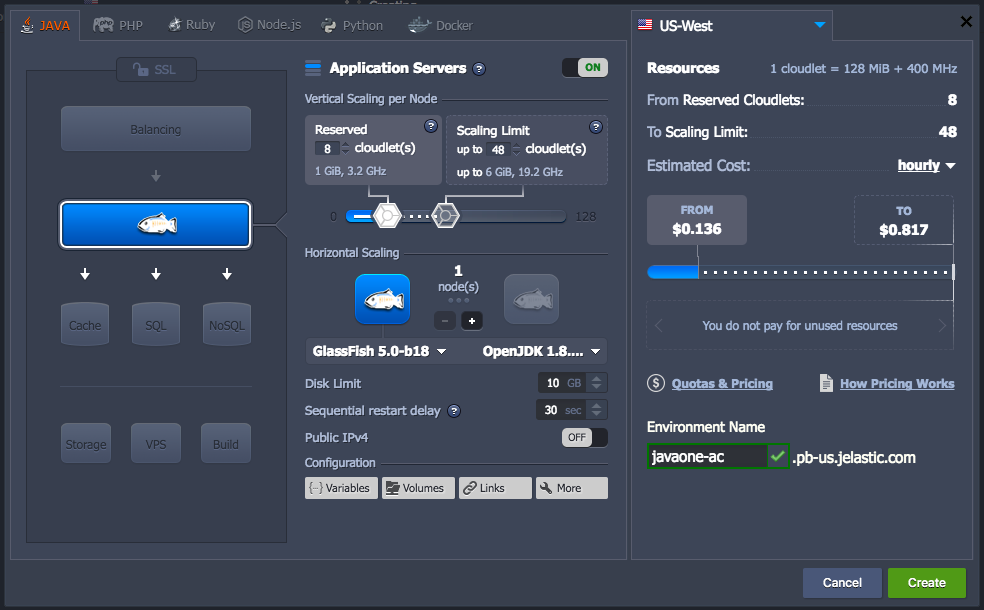 JAVA
PHP
Ruby
Node.js
Python
Docker
US-West
SSL
Balancing
Cache
SQL
NoSQL
Storage
VPS
Build
Application Servers ?
ON
Vertical Scaling per Node
Reserved ?
8 cloudlet(s)
1 GiB, 3.2 GHz
Scaling Limit ?
up to 48 cloudlet(s)
up to 6 GiB, 19.2 GHz
0
128
Horizontal Scaling
1
node(s)
GlassFish 5.0-b18
OpenJDK 1.8....
Disk Limit
10 GB
Sequential restart delay ?
30 sec
Public IPv4
OFF
Configuration
Variables
Volumes
Links
More
Resources
1 cloudlet = 128 MiB + 400 MHz
From Reserved Cloudlets: 8
To Scaling Limit: 48
Estimated Cost: hourly
FROM
$0.136
TO
$0.817
You do not pay for unused resources
$ Quotas & Pricing
How Pricing Works
Environment Name
javaone-ac .pb-us.jelastic.com
Cancel
Create